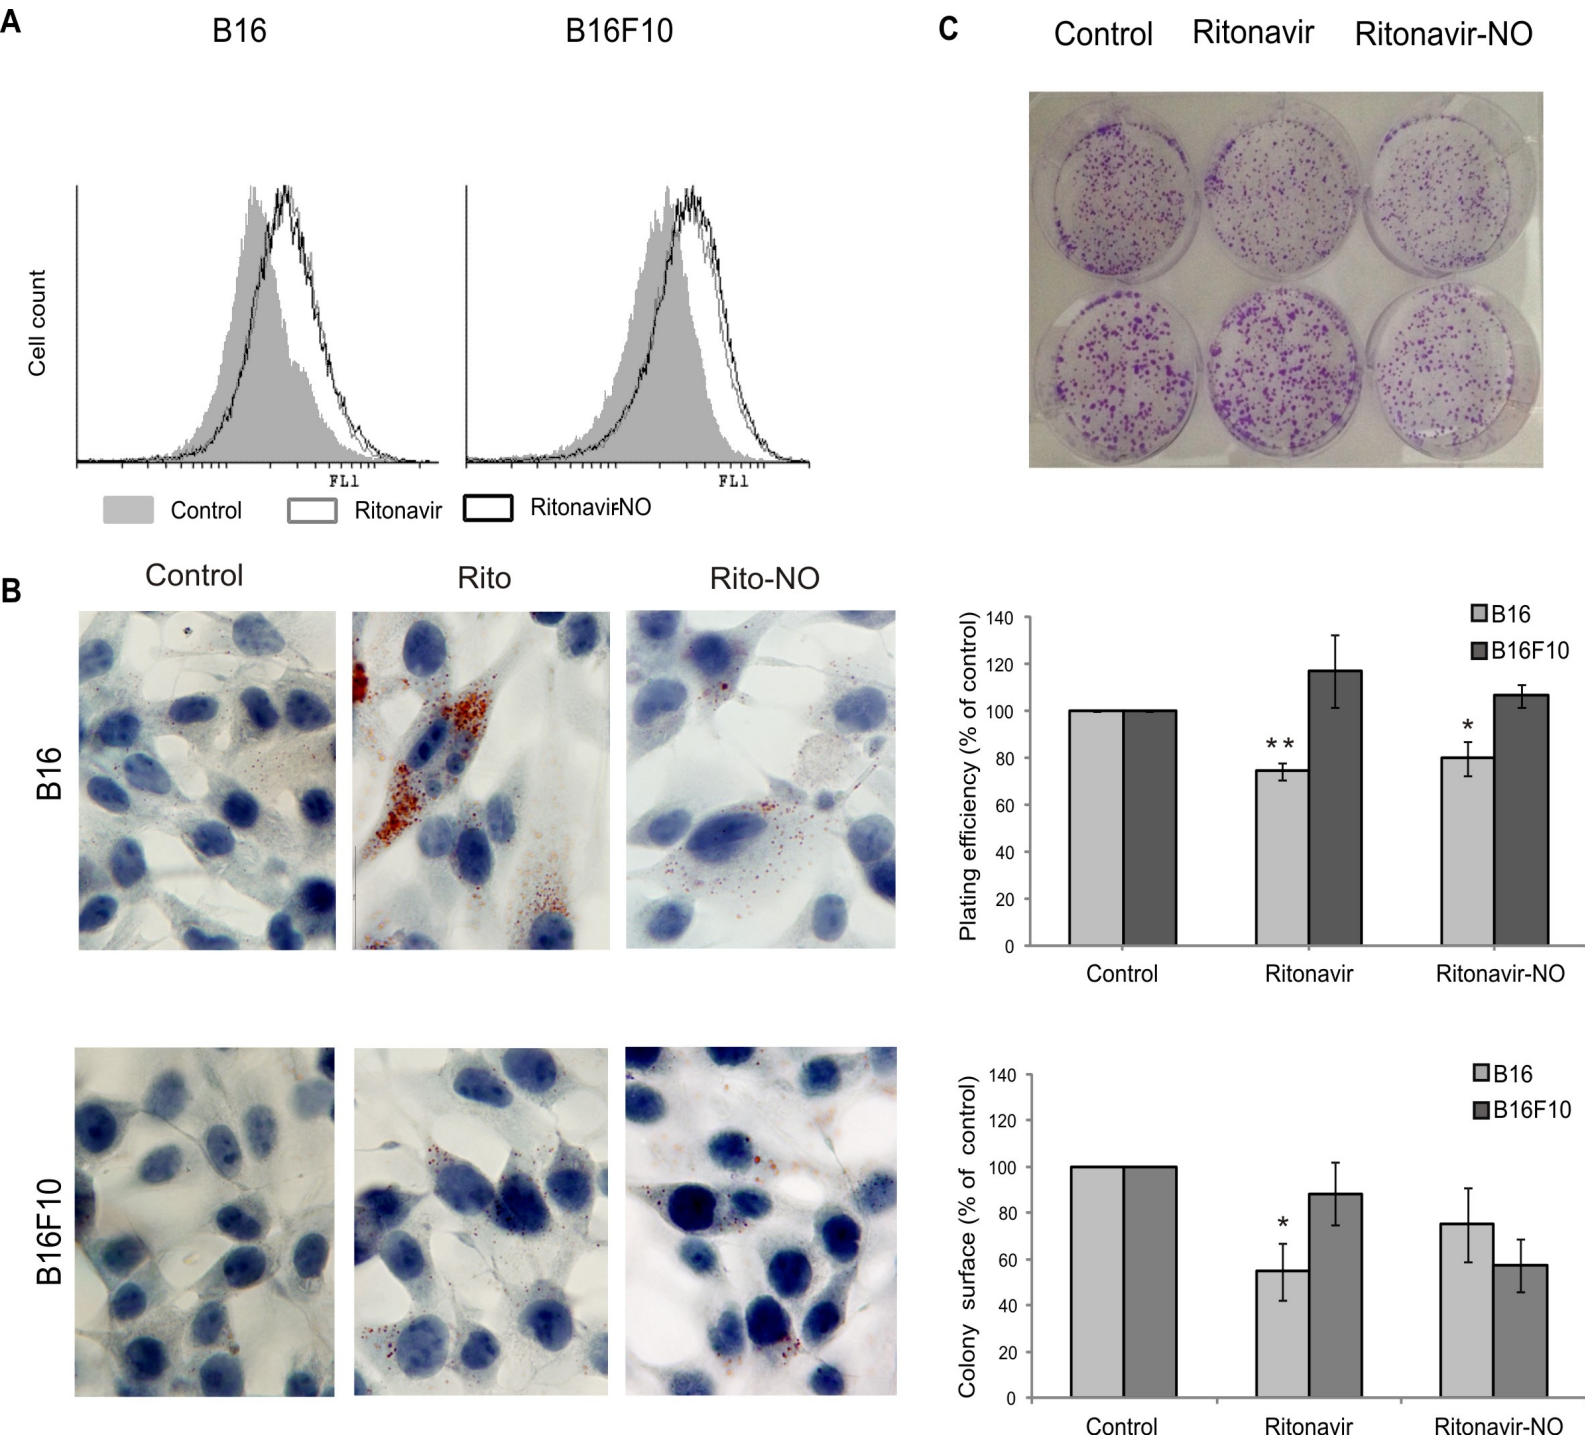 A
B16
B16F10
Cell count
FL1
FL1
Control
Ritonavir
Ritonavir-NO
B
Control
Rito
Rito-NO
B16
B16F10
C
Control
Ritonavir
Ritonavir-NO
Plating efficiency (% of control)
140
120
100
80
60
40
20
0
B16
B16F10
**
*
Control
Ritonavir
Ritonavir-NO
Colony surface (% of control)
140
120
100
80
60
40
20
0
B16
B16F10
*
Control
Ritonavir
Ritonavir-NO